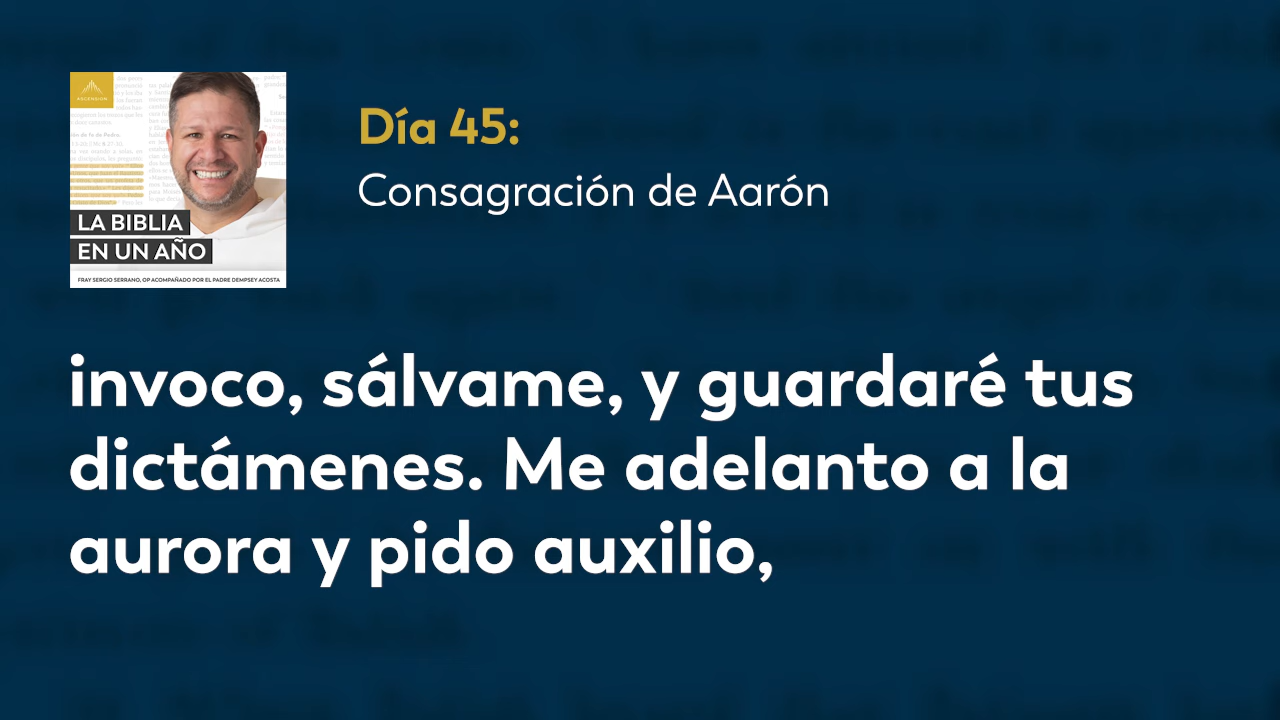 ASCENSION
LA BIBLIA
EN UN AÑO
FRAY SERGIO SERRANO, OP ACOMPAÑADO POR EL PADRE DEMPSEY ACOSTA
Día 45:
Consagración de Aarón
invoco, sálvame, y guardaré tus
dictámenes. Me adelanto a la
aurora y pido auxilio,